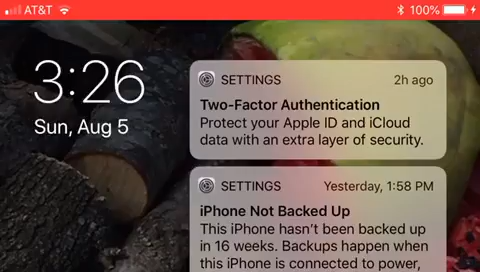 AT&T 100%
3:26
Sun, Aug 5
SETTINGS 2h ago
Two-Factor Authentication
Protect your Apple ID and iCloud
data with an extra layer of security.
SETTINGS Yesterday, 1:58 PM
iPhone Not Backed Up
This iPhone hasn't been backed up
in 16 weeks. Backups happen when
this iPhone is connected to power,